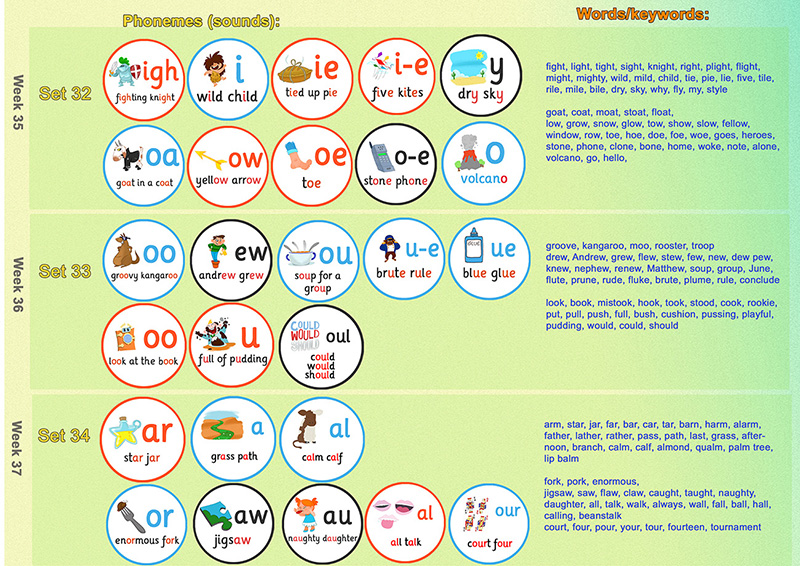 Phonemes (sounds):
Words/keywords:
Week 35
Set 32
igh
fighting knight
i
wild child
ie
tied up pie
i-e
five kites
y
dry sky
fight, light, tight, sight, knight, right, plight, flight,
might, mighty, wild, mild, child, tie, pie, lie, five, tile,
rile, mile, bile, dry, sky, why, fly, my, style
oa
goat in a coat
ow
yellow arrow
oe
toe
o-e
stone phone
o
volcano
goat, coat, moat, stoat, float,
low, grow, snow, glow, tow, show, slow, fellow,
window, row, toe, hoe, doe, foe, woe, goes, heroes,
stone, phone, clone, bone, home, woke, note, alone,
volcano, go, hello,
Week 36
Set 33
oo
groovy kangaroo
ew
andrew grew
ou
soup for a
group
u-e
brute rule
GLUE
ue
blue glue
groove, kangaroo, moo, rooster, troop
drew, Andrew, grew, flew, stew, few, new, dew pew,
knew, nephew, renew, Matthew, soup, group, June,
flute, prune, rude, fluke, brute, plume, rule, conclude
oo
look at the book
u
full of pudding
COULD
WOULD
SHOULD
oul
could
would
should
look, book, mistook, hook, took, stood, cook, rookie,
put, pull, push, full, bush, cushion, pussing, playful,
pudding, would, could, should
Week 37
Set 34
ar
star jar
a
grass path
al
calm calf
arm, star, jar, far, bar, car, tar, barn, harm, alarm,
father, lather, rather, pass, path, last, grass, after-
noon, branch, calm, calf, almond, qualm, palm tree,
lip balm
or
enormous fork
aw
jigsaw
au
naughty daughter
al
all talk
our
court four
fork, pork, enormous,
jigsaw, saw, flaw, claw, caught, taught, naughty,
daughter, all, talk, walk, always, wall, fall, ball, hall,
calling, beanstalk
court, four, pour, your, tour, fourteen, tournament